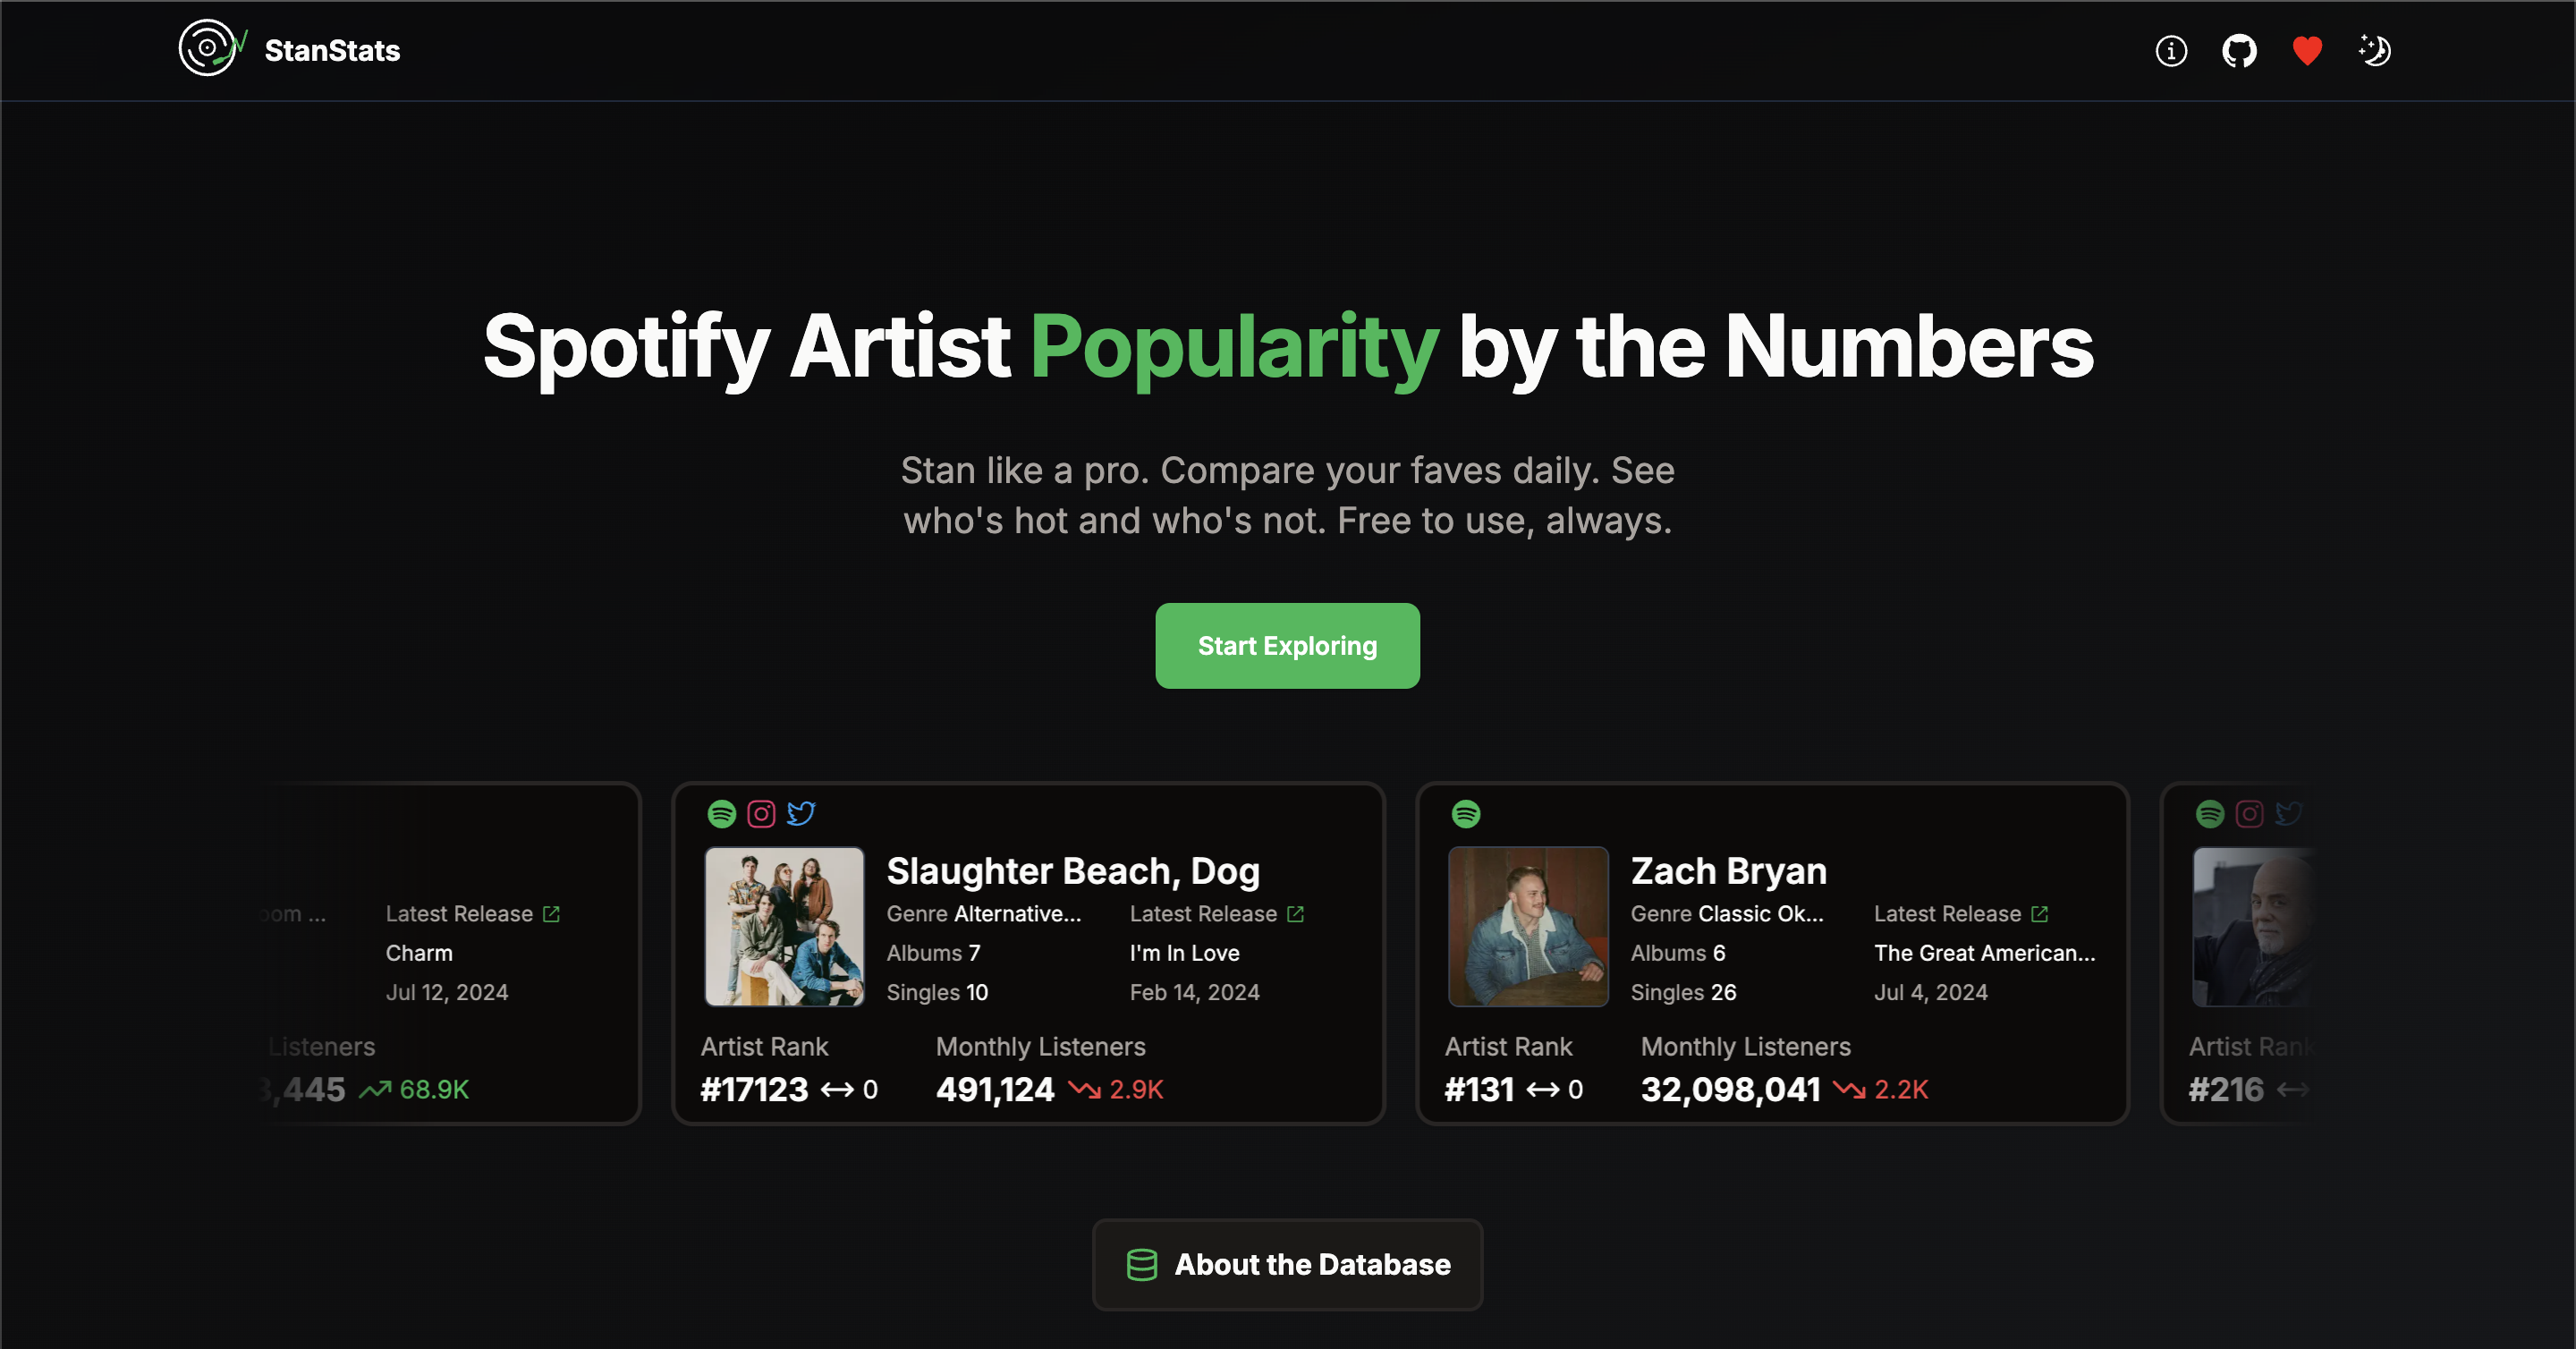 StanStats
Spotify Artist Popularity by the Numbers
Stan like a pro. Compare your faves daily. See
who's hot and who's not. Free to use, always.
Start Exploring
Latest Release
Charm
Jul 12, 2024
Listeners
3,445 68.9K
Slaughter Beach, Dog
Genre Alternative... Latest Release
Albums 7 I'm In Love
Singles 10 Feb 14, 2024
Artist Rank Monthly Listeners
#17123 0 491,124 2.9K
Zach Bryan
Genre Classic Ok... Latest Release
Albums 6 The Great American...
Singles 26 Jul 4, 2024
Artist Rank Monthly Listeners
#131 0 32,098,041 2.2K
Artist Rank
#216
About the Database